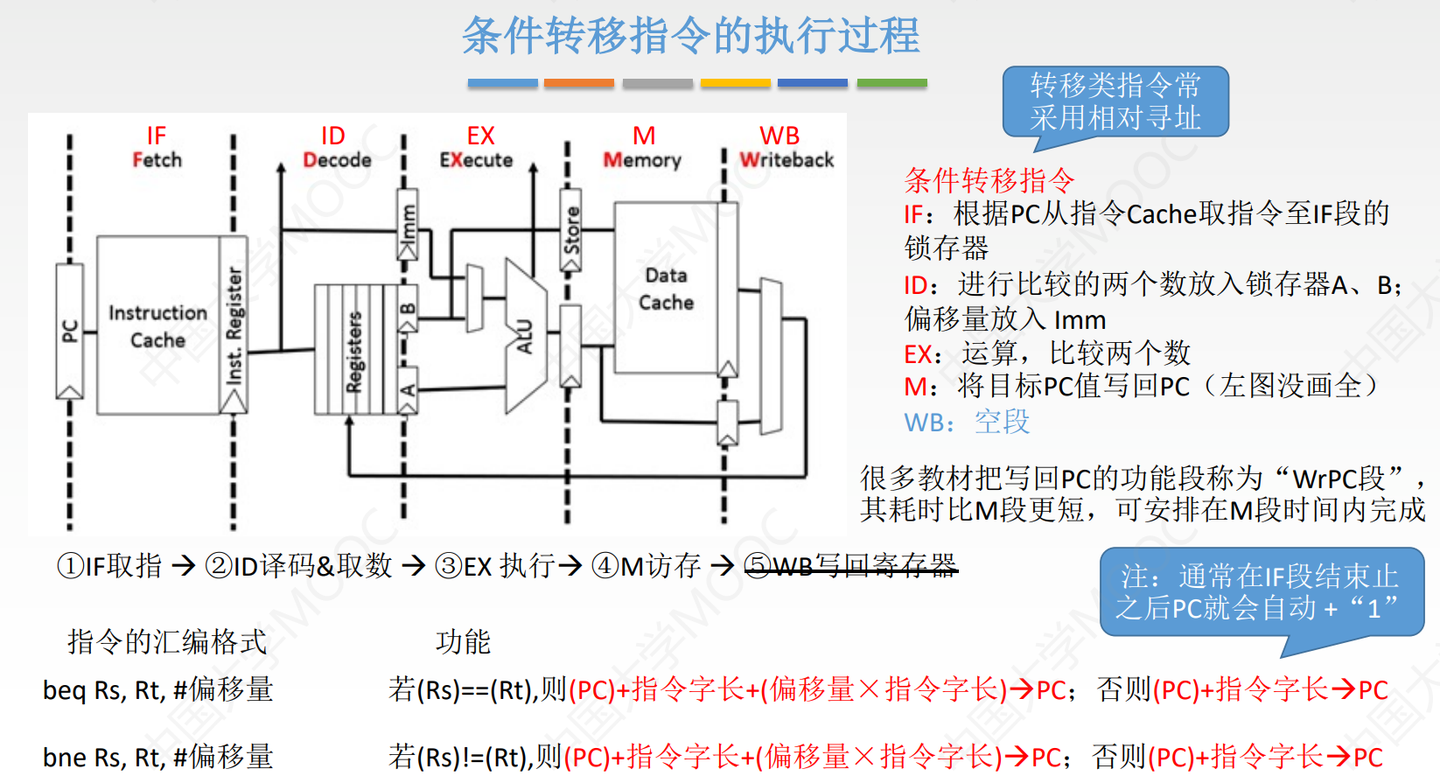 条件转移指令的执行过程
转移类指令常
采用相对寻址
IF
ID
EX
M
WB
Fetch
Decode
EXecute
Memory
Writeback
PC
Instruction
Cache
Inst. Register
Registers
Imm
B
A
ALU
Store
Data
Cache
条件转移指令
IF：根据PC从指令Cache取指令至IF段的
锁存器
ID：进行比较的两个数放入锁存器A、B；
偏移量放入 Imm
EX：运算，比较两个数
M：将目标PC值写回PC（左图没画全）
WB：空段
很多教材把写回PC的功能段称为“WrPC段”，
其耗时比M段更短，可安排在M段时间内完成
①IF取指 → ②ID译码&取数 → ③EX 执行→ ④M访存 → ⑤WB写回寄存器
注：通常在IF段结束止
之后PC就会自动 +“1”
指令的汇编格式 功能
beq Rs, Rt, #偏移量 若(Rs)==(Rt),则(PC)+指令字长+(偏移量×指令字长)→PC；否则(PC)+指令字长→PC
bne Rs, Rt, #偏移量 若(Rs)!=(Rt),则(PC)+指令字长+(偏移量×指令字长)→PC；否则(PC)+指令字长→PC
中国大学MOOC